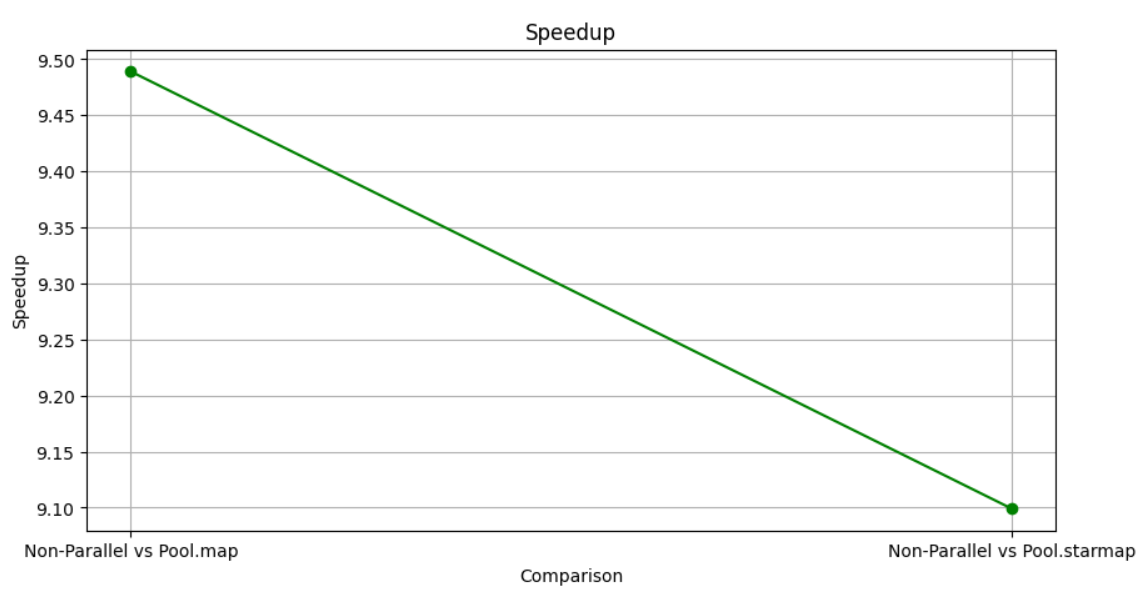 Speedup
9.50
9.45
9.40
9.35
9.30
9.25
9.20
9.15
9.10
Speedup
Non-Parallel vs Pool.map
Non-Parallel vs Pool.starmap
Comparison